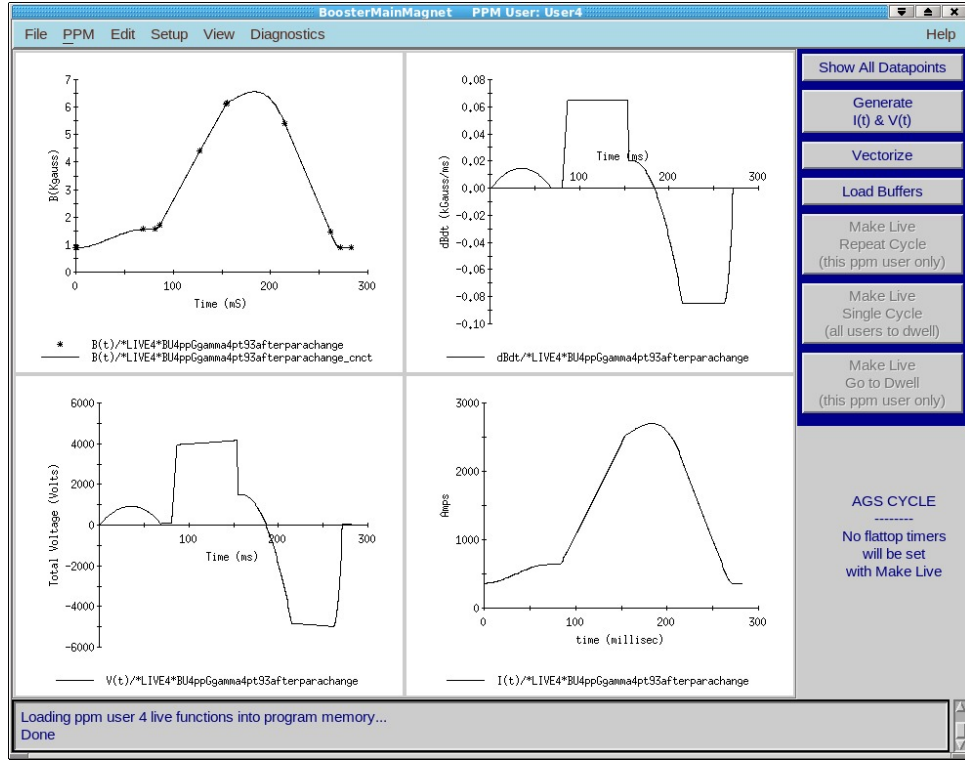 BoosterMainMagnet PPM User: User4
File PPM Edit Setup View Diagnostics Help
7
6
5
4
3
2
1
0
B(Kgauss)
0 100 200 300
Time (mS)
* B(t)/*LIVE4*BU4ppGgamma4pt93afterparachange
B(t)/*LIVE4*BU4ppGgamma4pt93afterparachange_cnct
0.08
0.06
0.04
0.02
0.00
-0.02
-0.04
-0.06
-0.08
-0.10
dBdt (kGauss/ms)
Time (ms)
100 200 300
dBdt/*LIVE4*BU4ppGgamma4pt93afterparachange
6000
4000
2000
0
-2000
-4000
-6000
Total Voltage (Volts)
100 200 300
Time (ms)
V(t)/*LIVE4*BU4ppGgamma4pt93afterparachange
3000
2000
1000
0
Amps
0 100 200 300
time (millisec)
I(t)/*LIVE4*BU4ppGgamma4pt93afterparachange
Show All Datapoints
Generate
I(t) & V(t)
Vectorize
Load Buffers
Make Live
Repeat Cycle
(this ppm user only)
Make Live
Single Cycle
(all users to dwell)
Make Live
Go to Dwell
(this ppm user only)
AGS CYCLE
--------
No flattop timers
will be set
with Make Live
Loading ppm user 4 live functions into program memory...
Done